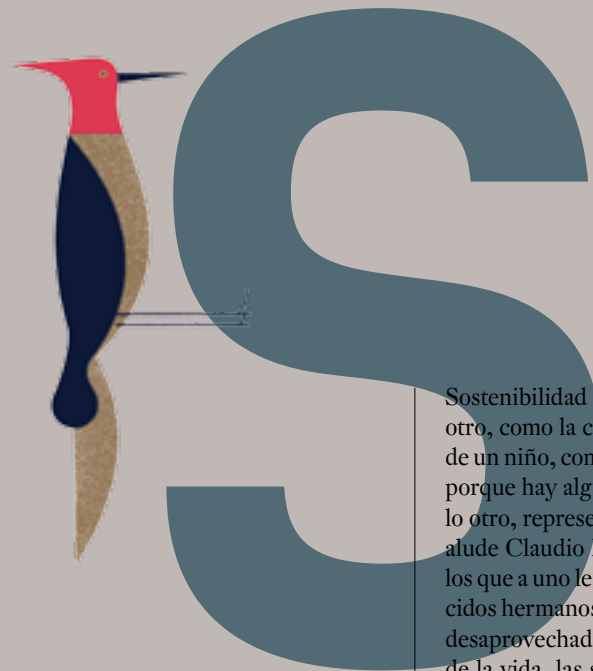 S
Sostenibilidad
otro, como la
de un niño,
porque hay
lo otro,
alude Claudio
los que a uno
hermanos
de la vida, las